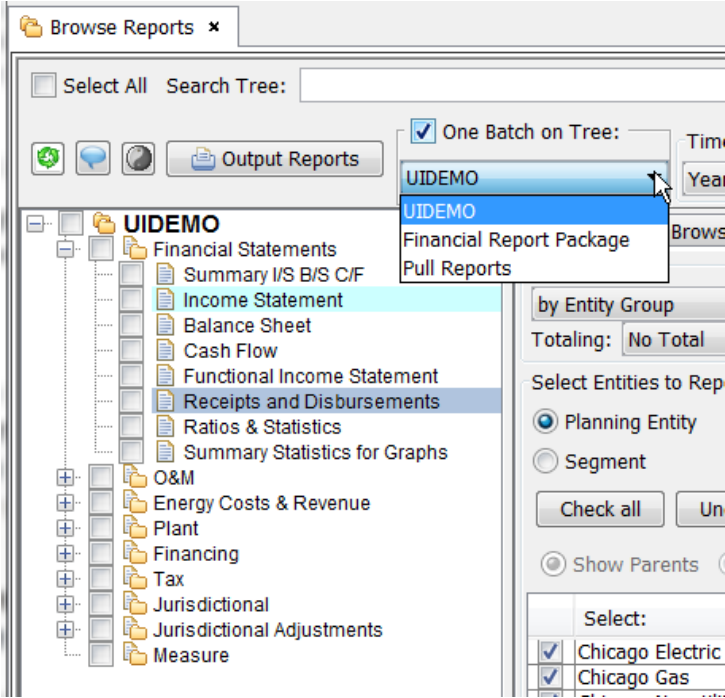 Browse Reports ×
Select All Search Tree:
One Batch on Tree:
Output Reports
UIDEMO
UIDEMO
Financial Report Package
Pull Reports
UIDEMO
Financial Statements
Summary I/S B/S C/F
Income Statement
Balance Sheet
Cash Flow
Functional Income Statement
Receipts and Disbursements
Ratios & Statistics
Summary Statistics for Graphs
O&M
Energy Costs & Revenue
Plant
Financing
Tax
Jurisdictional
Jurisdictional Adjustments
Measure
by Entity Group
Totaling: No Total
Select Entities to
Planning Entity
Segment
Check all
Show Parents
Select:
Chicago Electric
Chicago Gas